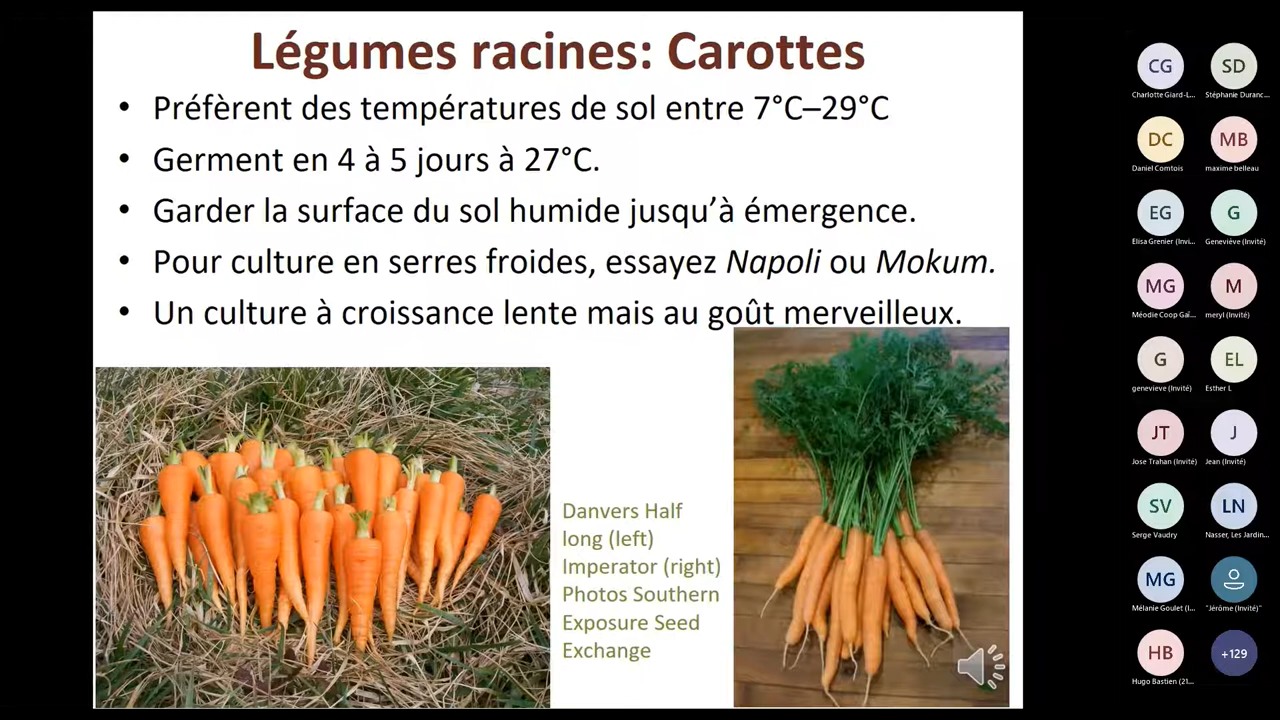 Légumes racines: Carottes
• Préfèrent des températures de sol entre 7°C–29°C
• Germent en 4 à 5 jours à 27°C.
• Garder la surface du sol humide jusqu’à émergence.
• Pour culture en serres froides, essayez Napoli ou Mokum.
• Un culture à croissance lente mais au goût merveilleux.
Danvers Half
long (left)
Imperator (right)
Photos Southern
Exposure Seed
Exchange
CG
SD
Charlotte Giard-L...
Stéphanie Duranc...
DC
MB
Daniel Comtois
maxime belleau
EG
G
Elisa Grenier (Invi...
Geneviève (Invité)
MG
M
Méodie Coop Gaï...
meryl (Invité)
G
EL
genevieve (Invité)
Esther L
JT
J
Jose Trahan (Invité)
Jean (Invité)
SV
LN
Serge Vaudry
Nasser, Les Jardin...
MG
Mélanie Goulet (I...
"Jérôme (Invité)"
HB
+129
Hugo Bastien (21...